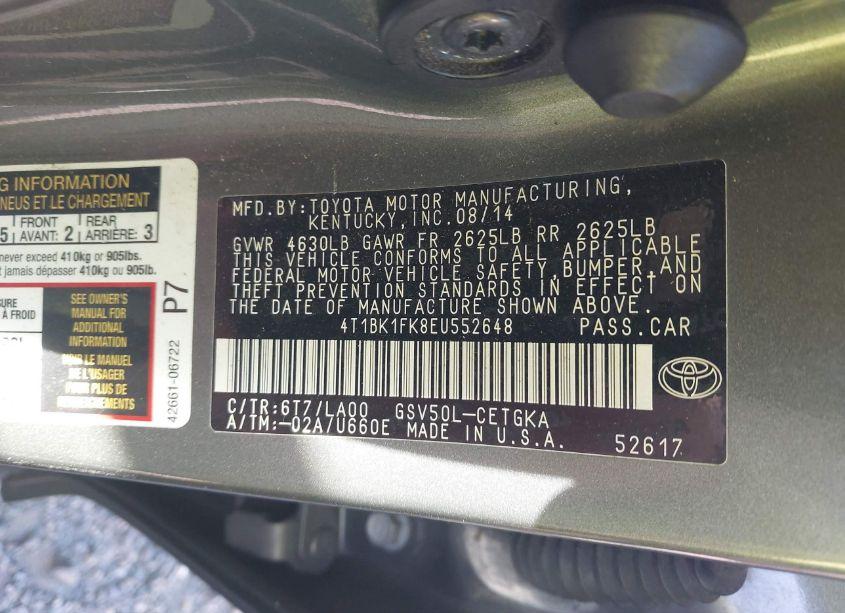 G INFORMATION
NEUS ET LE CHARGEMENT
5 FRONT AVANT: 2 REAR ARRIÈRE: 3
never exceed 410kg or 905lbs.
t jamais dépasser 410kg ou 905lb.
SURE
À FROID
SEE OWNER'S
MANUAL FOR
ADDITIONAL
INFORMATION
VOIR LE MANUEL
DE L'USAGER
POUR PLUS DE
RENSEIGNEMENTS
P7
42661-06722
MFD.BY:TOYOTA MOTOR MANUFACTURING,
KENTUCKY,INC.08/14
GVWR 4630LB GAWR FR 2625LB RR 2625LB
THIS VEHICLE CONFORMS TO ALL APPLICABLE
FEDERAL MOTOR VEHICLE SAFETY,BUMPER,AND
THEFT PREVENTION STANDARDS IN EFFECT ON
THE DATE OF MANUFACTURE SHOWN ABOVE.
4T1BK1FK8EU552648 PASS.CAR
C/TR:6T7/LA00 GSV50L-CETGKA
A/TM:-02A/U660E MADE IN U.S.A.
52617